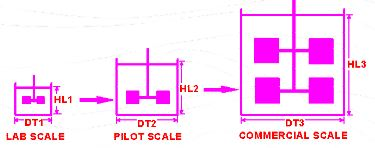 HL1
DT1
LAB SCALE
HL2
DT2
PILOT SCALE
HL3
DT3
COMMERCIAL SCALE